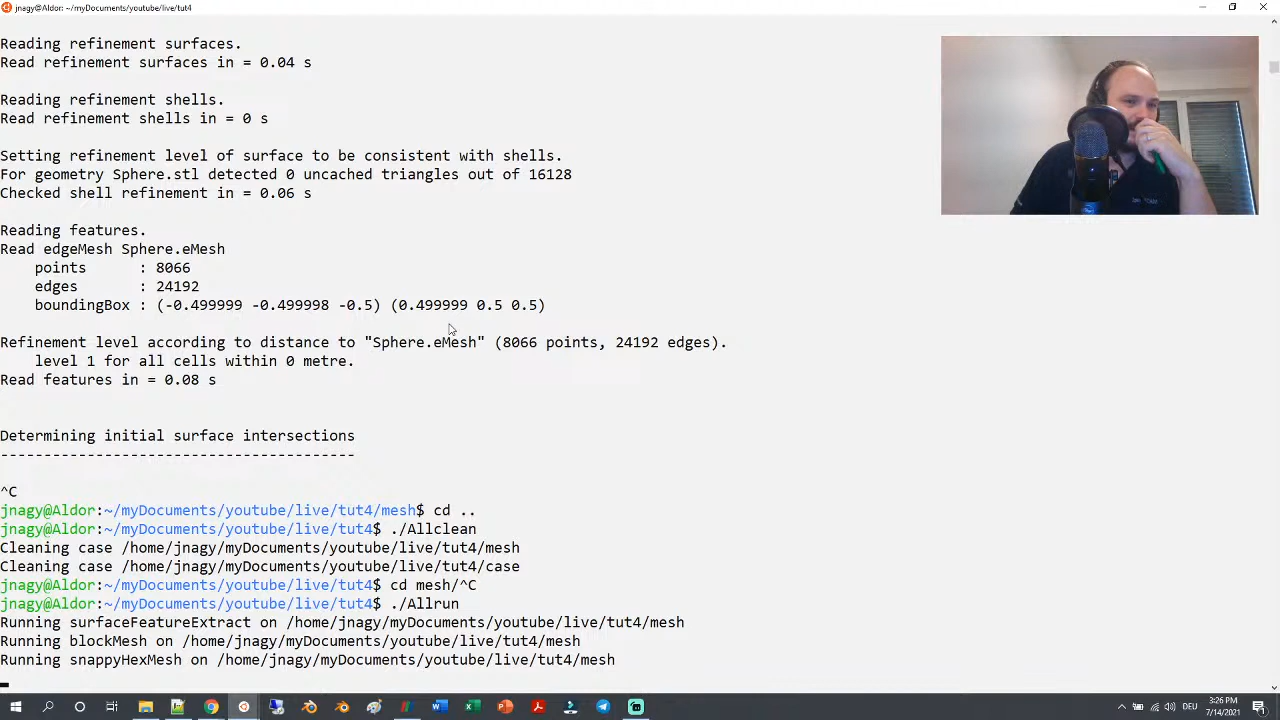 jnagy@Aldor: ~/myDocuments/youtube/live/tut4
Reading refinement surfaces.
Read refinement surfaces in = 0.04 s
Reading refinement shells.
Read refinement shells in = 0 s
Setting refinement level of surface to be consistent with shells.
For geometry Sphere.stl detected 0 uncached triangles out of 16128
Checked shell refinement in = 0.06 s
Reading features.
Read edgeMesh Sphere.eMesh
points : 8066
edges : 24192
boundingBox : (-0.499999 -0.499998 -0.5) (0.499999 0.5 0.5)
Refinement level according to distance to "Sphere.eMesh" (8066 points, 24192 edges).
level 1 for all cells within 0 metre.
Read features in = 0.08 s
Determining initial surface intersections
-----------------------------------------
^C
jnagy@Aldor:~/myDocuments/youtube/live/tut4/mesh$ cd ..
jnagy@Aldor:~/myDocuments/youtube/live/tut4$ ./Allclean
Cleaning case /home/jnagy/myDocuments/youtube/live/tut4/mesh
Cleaning case /home/jnagy/myDocuments/youtube/live/tut4/case
jnagy@Aldor:~/myDocuments/youtube/live/tut4$ cd mesh/^C
jnagy@Aldor:~/myDocuments/youtube/live/tut4$ ./Allrun
Running surfaceFeatureExtract on /home/jnagy/myDocuments/youtube/live/tut4/mesh
Running blockMesh on /home/jnagy/myDocuments/youtube/live/tut4/mesh
Running snappyHexMesh on /home/jnagy/myDocuments/youtube/live/tut4/mesh
3:26 PM
DEU
7/14/2021